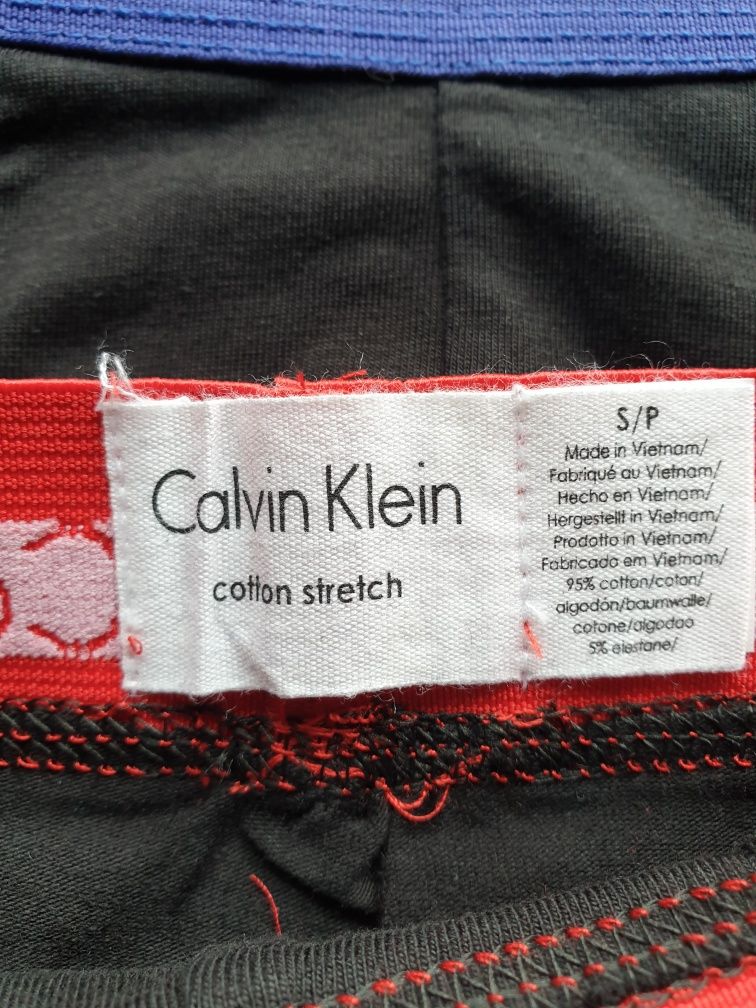 Calvin Klein
cotton stretch
S/P
Made in Vietnam/
Fabriqué au Vietnam/
Hecho en Vietnam/
Hergestellt in Vietnam/
Prodotto in Vietnam/
Fabricado em Vietnam/
95% cotton/coton/
algodón/baumwalle/
cotone/algodao
5% elastane/